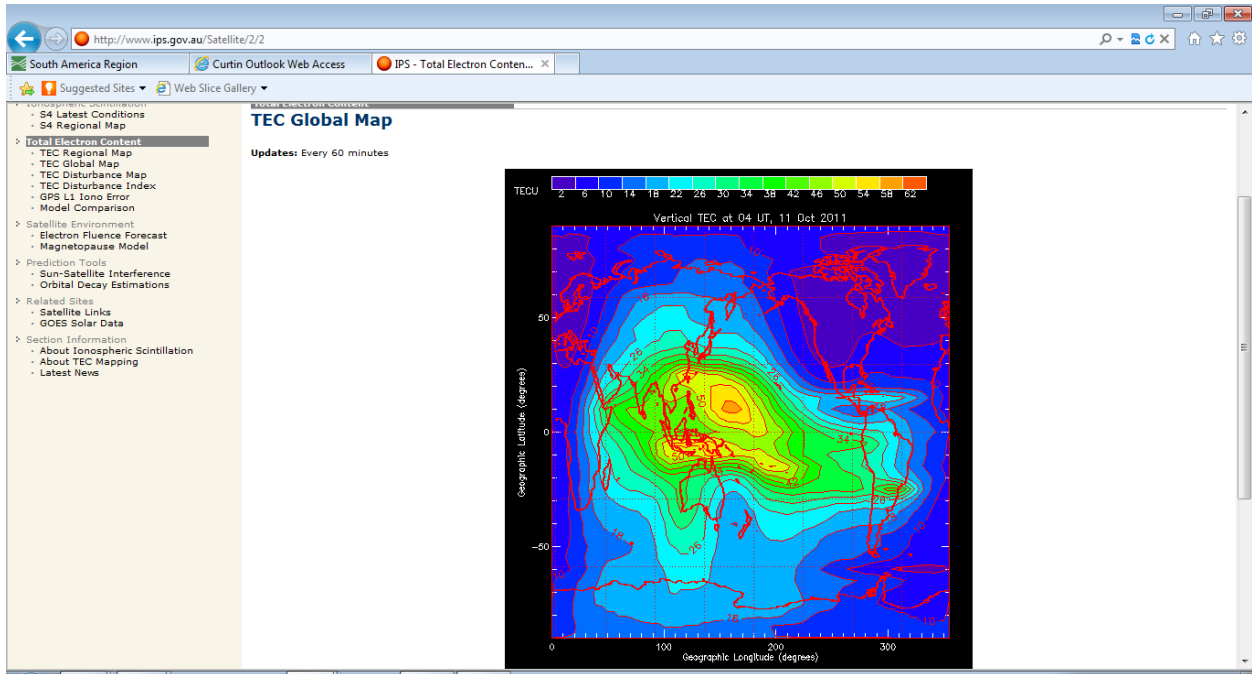 http://www.ips.gov.au/Satellite/2/2
South America Region
Curtin Outlook Web Access
IPS - Total Electron Conten...
Suggested Sites
Web Slice Gallery
Ionospheric Scintillation
S4 Latest Conditions
S4 Regional Map
Total Electron Content
TEC Regional Map
TEC Global Map
TEC Disturbance Map
TEC Disturbance Index
GPS L1 Iono Error
Model Comparison
Satellite Environment
Electron Fluence Forecast
Magnetopause Model
Prediction Tools
Sun-Satellite Interference
Orbital Decay Estimations
Related Sites
Satellite Links
GOES Solar Data
Section Information
About Ionospheric Scintillation
About TEC Mapping
Latest News
Total Electron Content
TEC Global Map
Updates: Every 60 minutes
TECU
2 6 10 14 18 22 26 30 34 38 42 46 50 54 58 62
Vertical TEC at 04 UT, 11 Oct 2011
Geographic Latitude (degrees)
50
0
-50
0 100 200 300
Geographic Longitude (degrees)